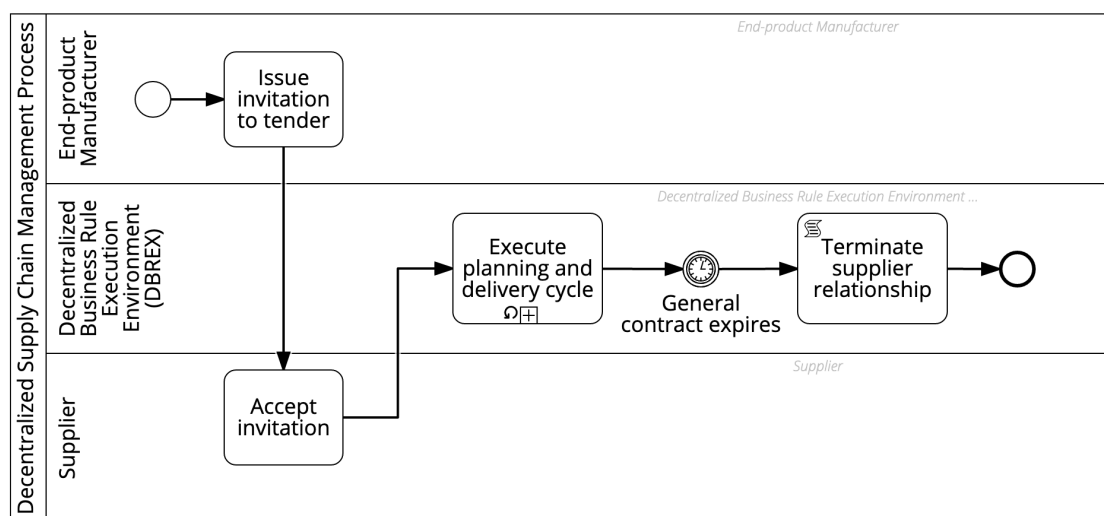 Decentralized Supply Chain Management Process
End-product
Manufacturer
End-product Manufacturer
Issue
invitation
to tender
Decentralized
Business Rule
Execution
Environment
(DBREX)
Decentralized Business Rule Execution Environment ...
Execute
planning and
delivery cycle
General
contract expires
Terminate
supplier
relationship
Supplier
Supplier
Accept
invitation